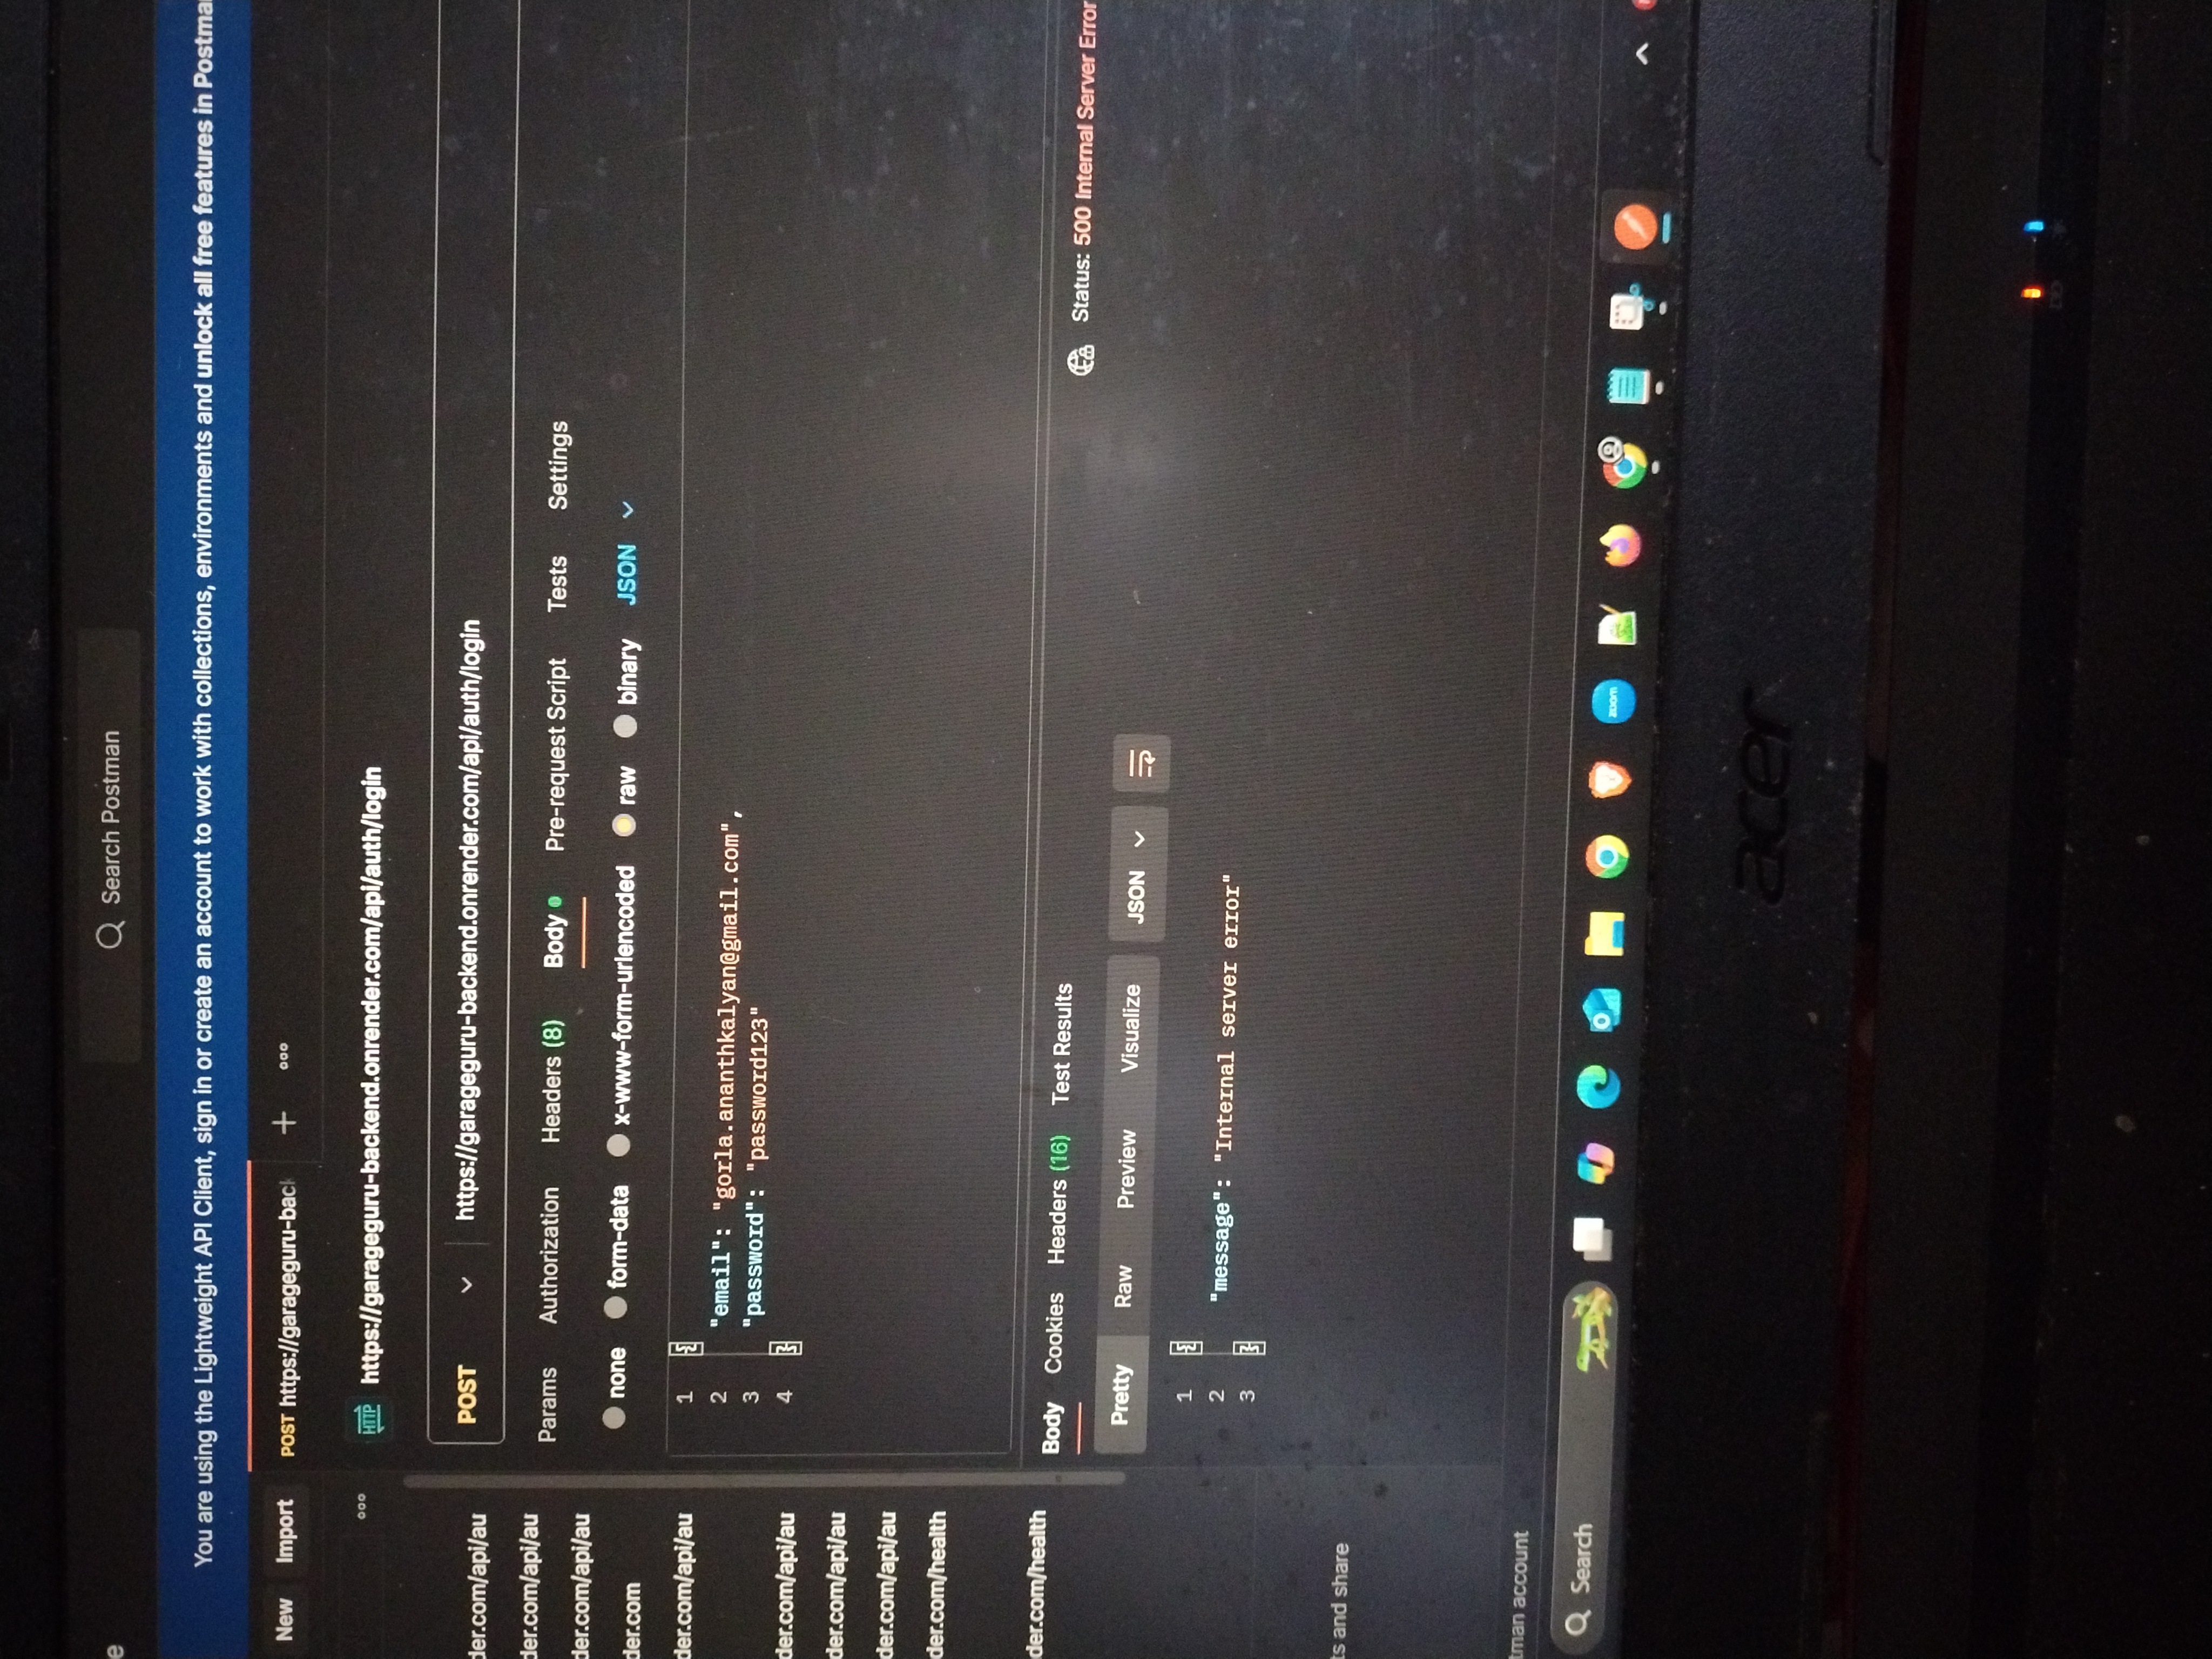 e
Search Postman
You are using the Lightweight API Client, sign in or create an account to work with collections, environments and unlock all free features in Postma
New Import POST https://garageguru-back
HTTP https://garageguru-backend.onrender.com/api/auth/login
POST https://garageguru-backend.onrender.com/api/auth/login
Params Authorization Headers (8) Body Pre-request Script Tests Settings
none form-data x-www-form-urlencoded raw binary JSON
1 {
2 "email": "gorla.ananthkalyan@gmail.com",
3 "password": "password123"
4 }
der.com/api/au
der.com/api/au
der.com/api/au
der.com
der.com/api/au
der.com/api/au
der.com/api/au
der.com/api/au
der.com/health
der.com/health
Body Cookies Headers (16) Test Results Status: 500 Internal Server Error
Pretty Raw Preview Visualize JSON
1 {
2 "message": "Internal server error"
3 }
ts and share
tman account
Search
zoom
acer